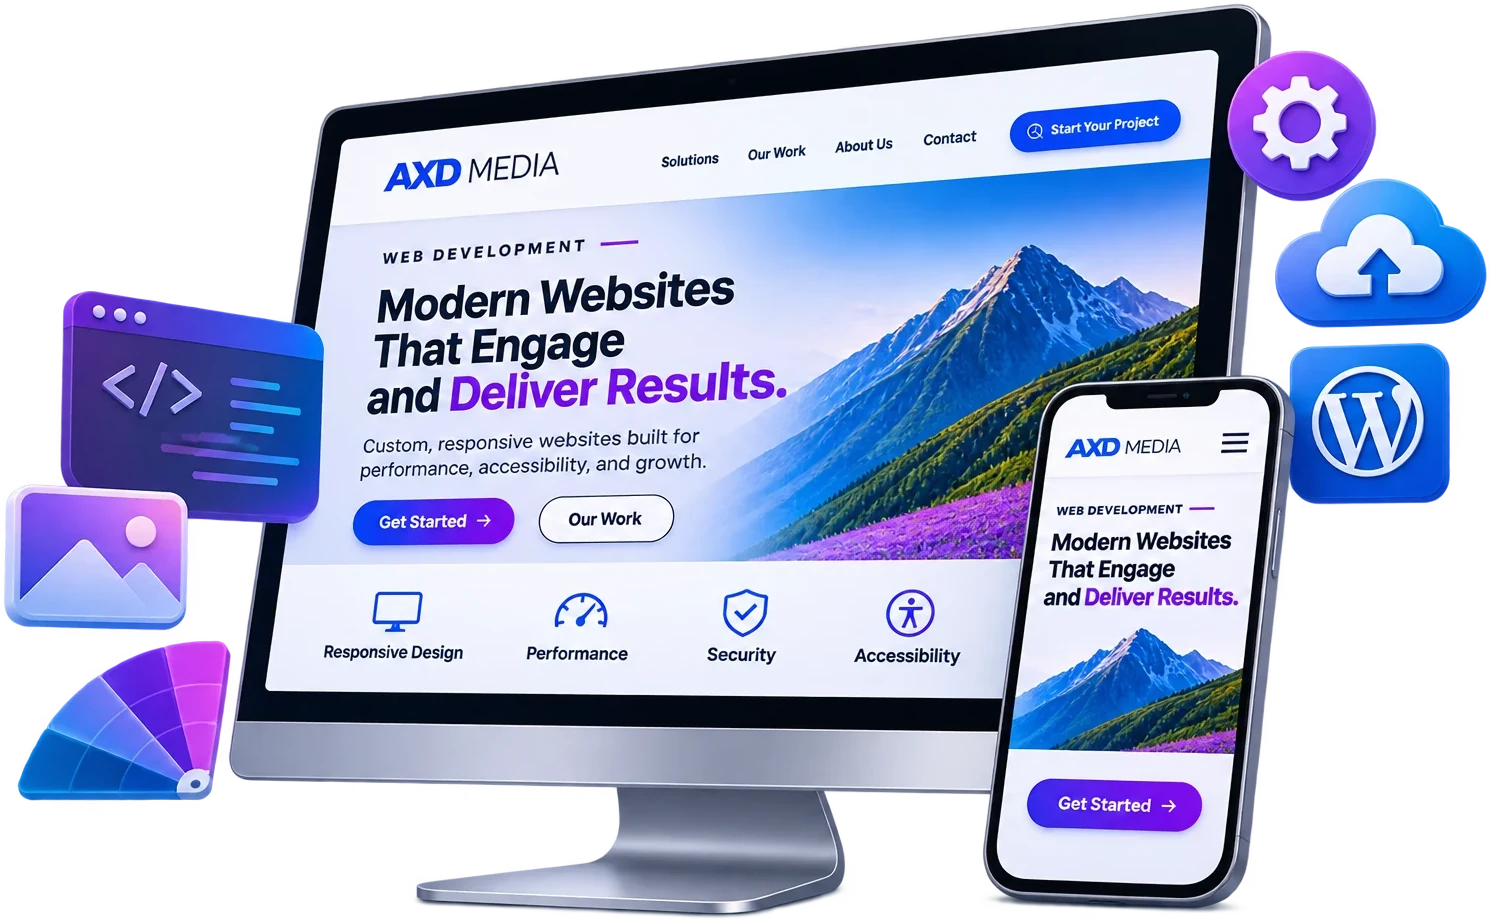 AXD MEDIA
Solutions
Our Work
About Us
Contact
Start Your Project
WEB DEVELOPMENT
Modern Websites
That Engage
and Deliver Results.
Custom, responsive websites built for
performance, accessibility, and growth.
Get Started →
Our Work
Responsive Design
Performance
Security
Accessibility
AXD MEDIA
WEB DEVELOPMENT
Modern Websites
That Engage
and Deliver Results.
Get Started →
</>
W